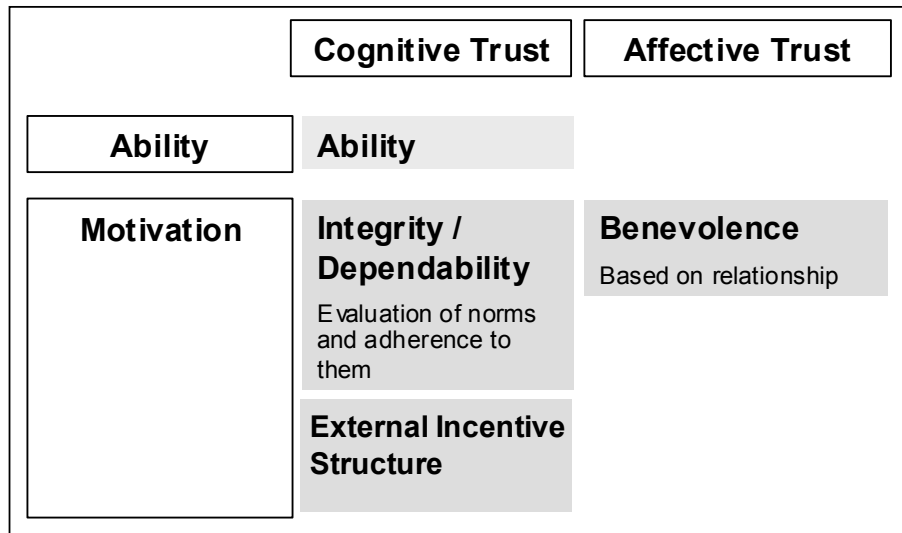 Cognitive Trust
Affective Trust
Ability
Ability
Motivation
Integrity /
Dependability
Evaluation of norms
and adherence to
them
Benevolence
Based on relationship
External Incentive
Structure